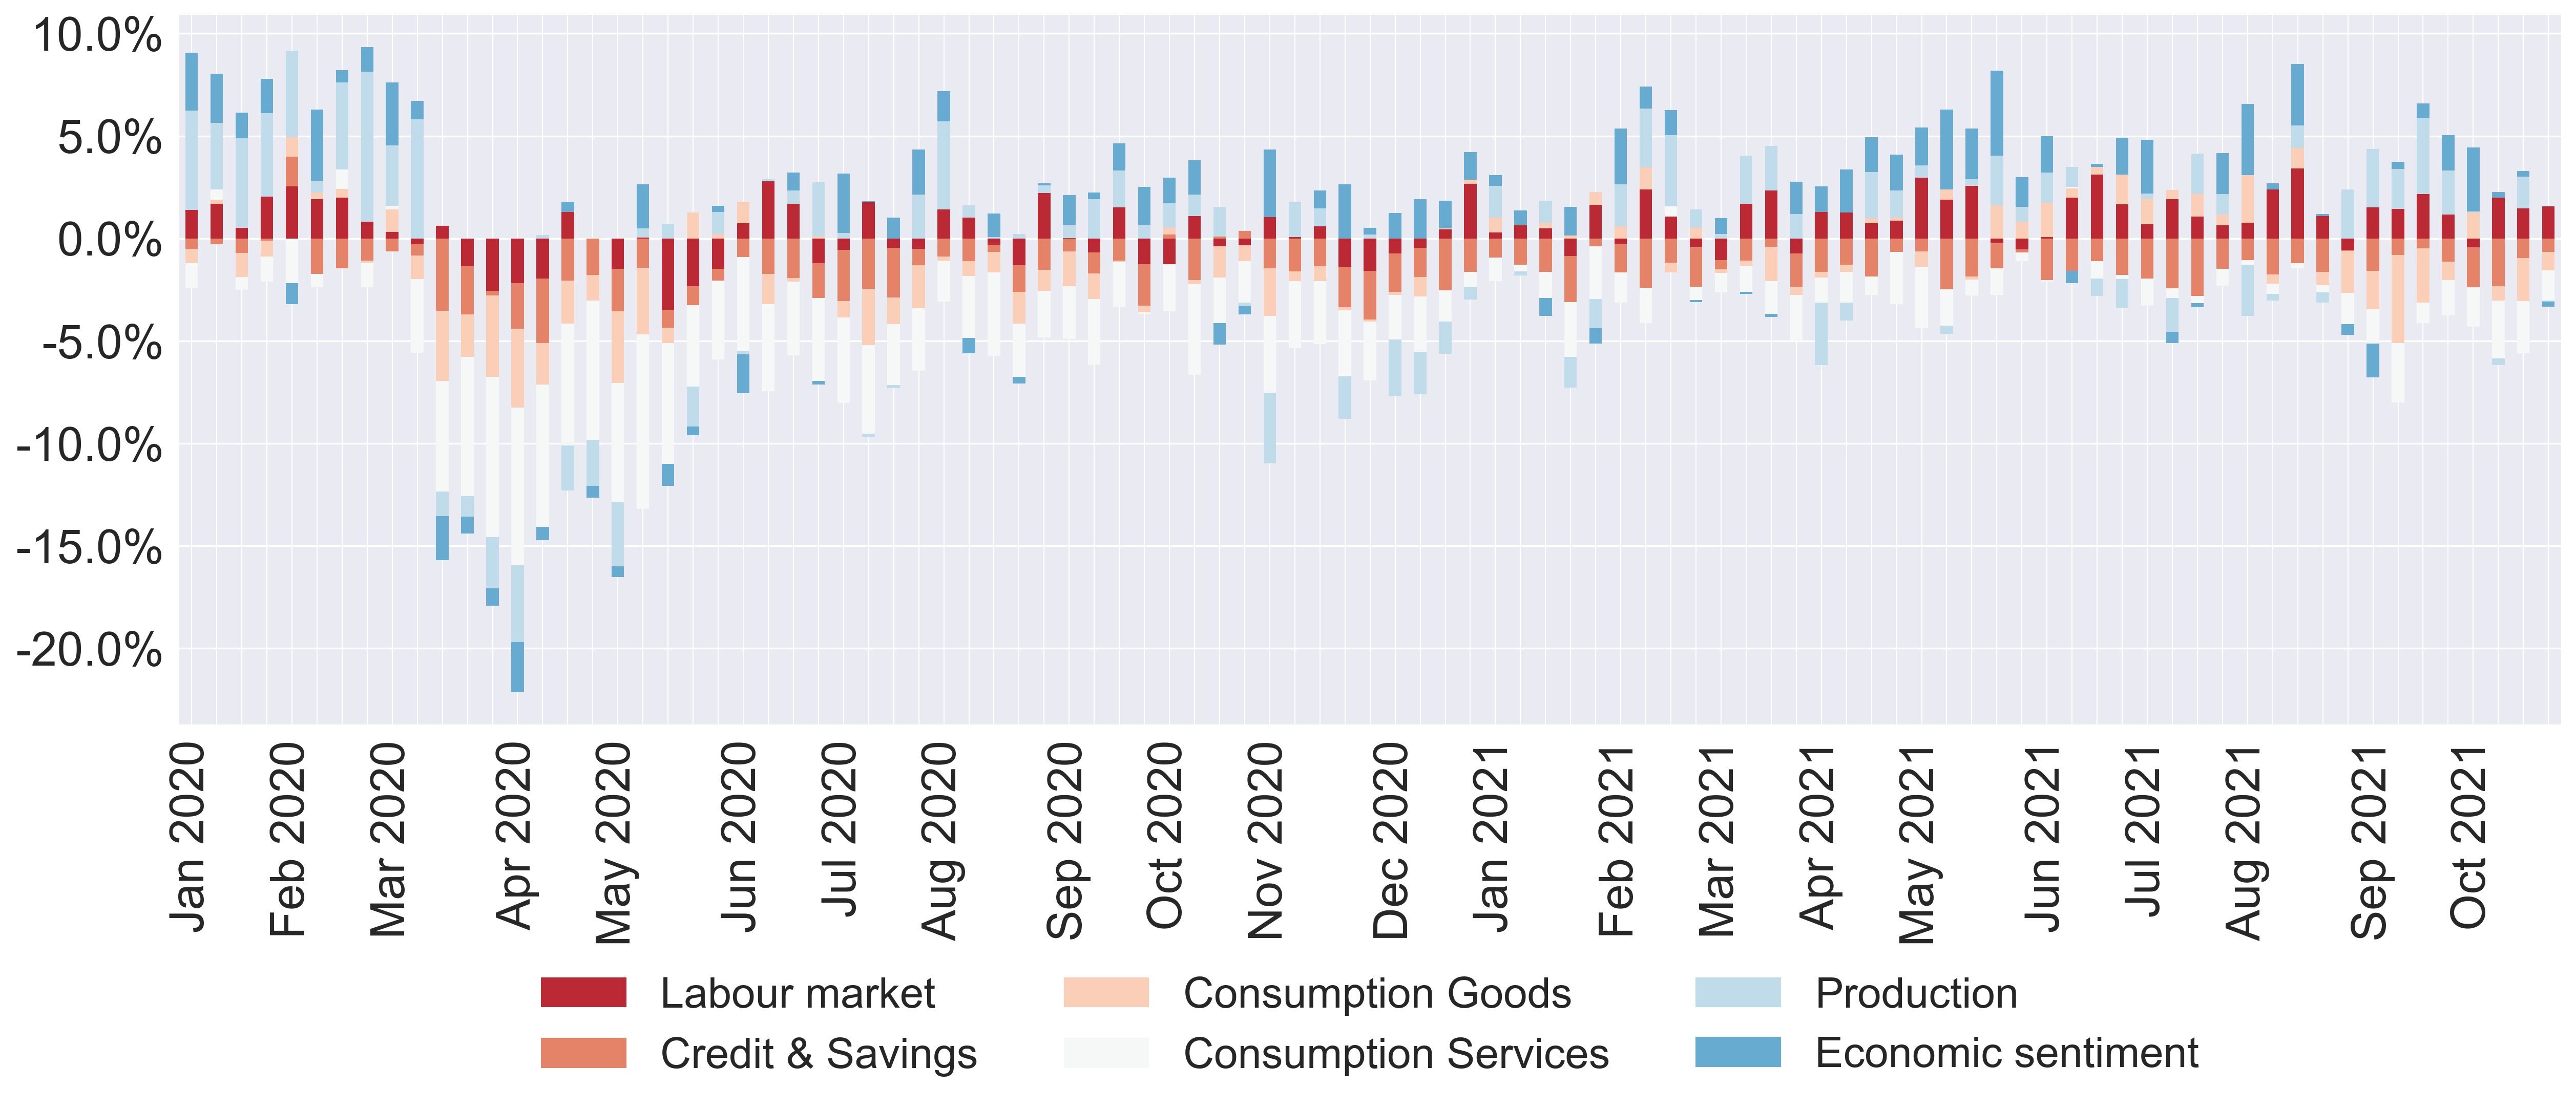 10.0%
5.0%
0.0%
-5.0%
-10.0%
-15.0%
-20.0%
Jan 2020
Feb 2020
Mar 2020
Apr 2020
May 2020
Jun 2020
Jul 2020
Aug 2020
Sep 2020
Oct 2020
Nov 2020
Dec 2020
Jan 2021
Feb 2021
Mar 2021
Apr 2021
May 2021
Jun 2021
Jul 2021
Aug 2021
Sep 2021
Oct 2021
Labour market
Consumption Goods
Production
Credit & Savings
Consumption Services
Economic sentiment